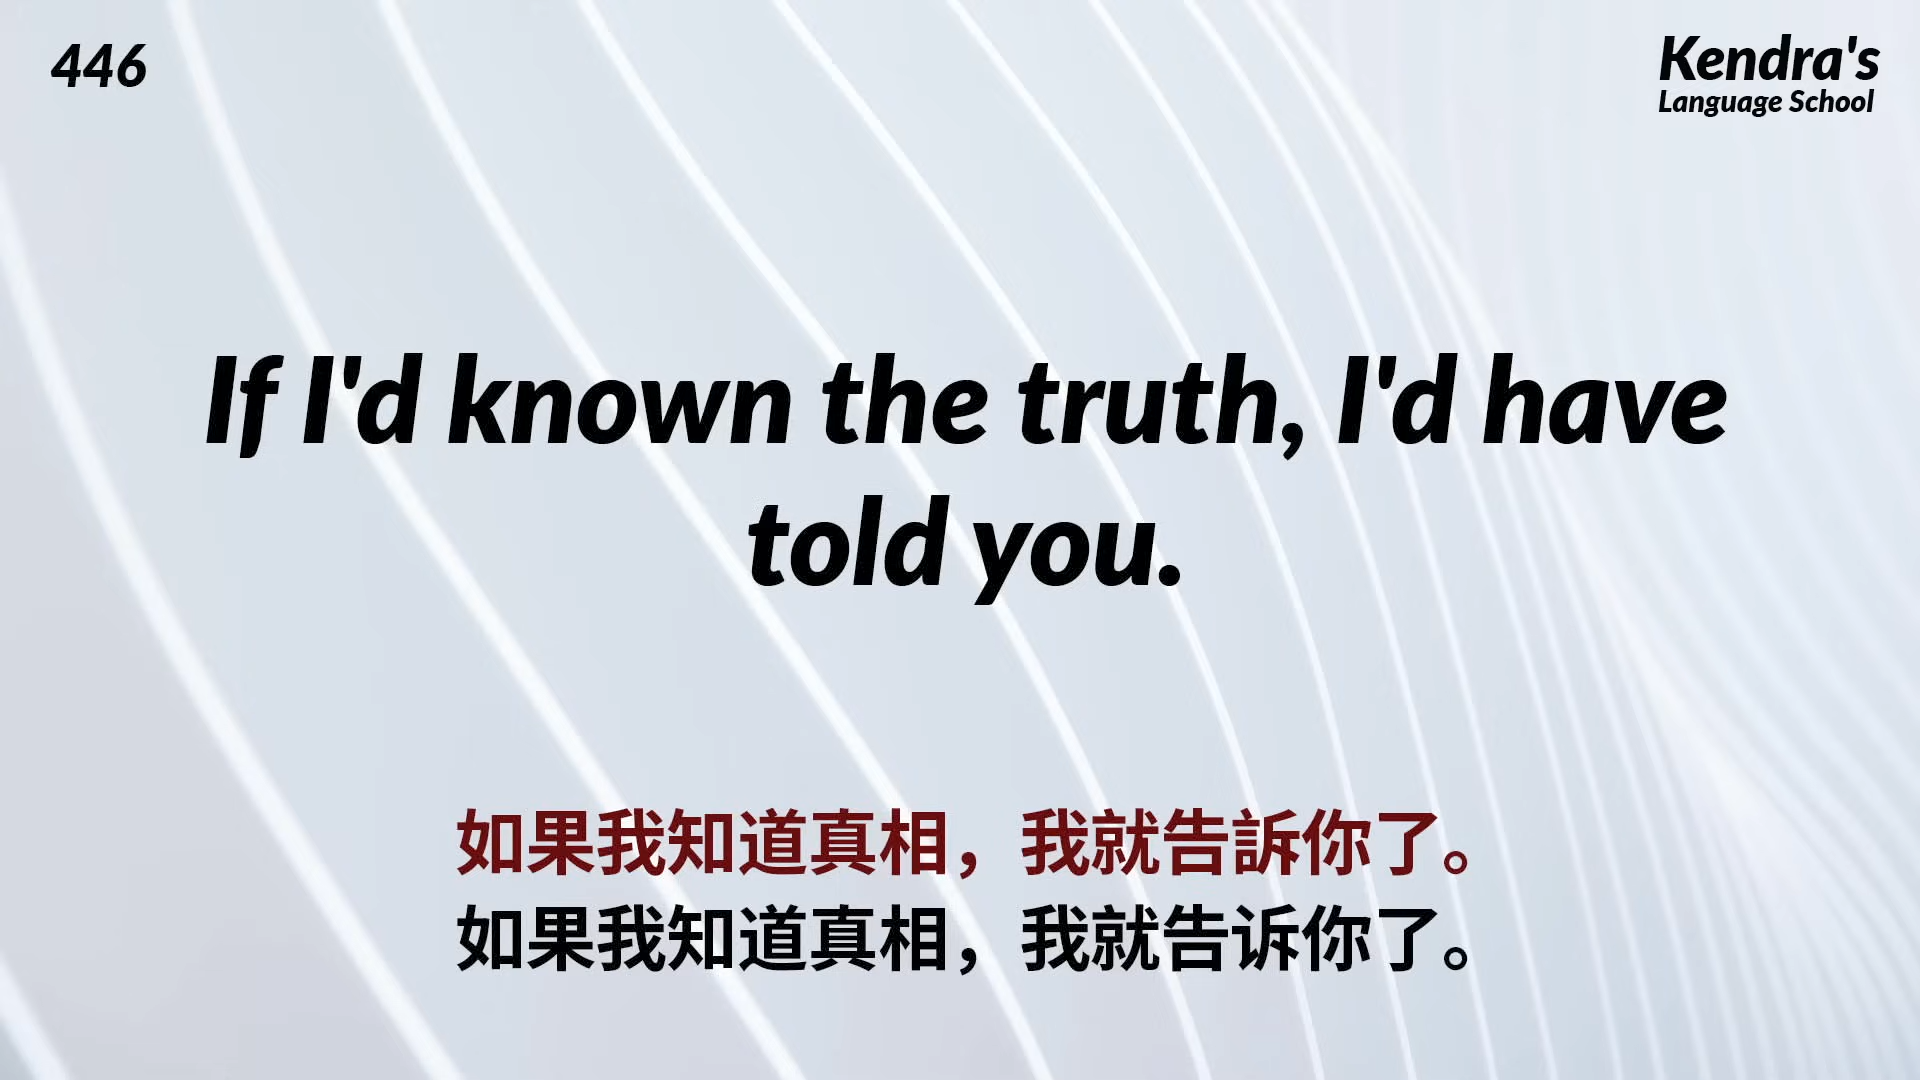 446
Kendra's
Language School
If I'd known the truth, I'd have
told you.
如果我知道真相，我就告訴你了。
如果我知道真相，我就告诉你了。